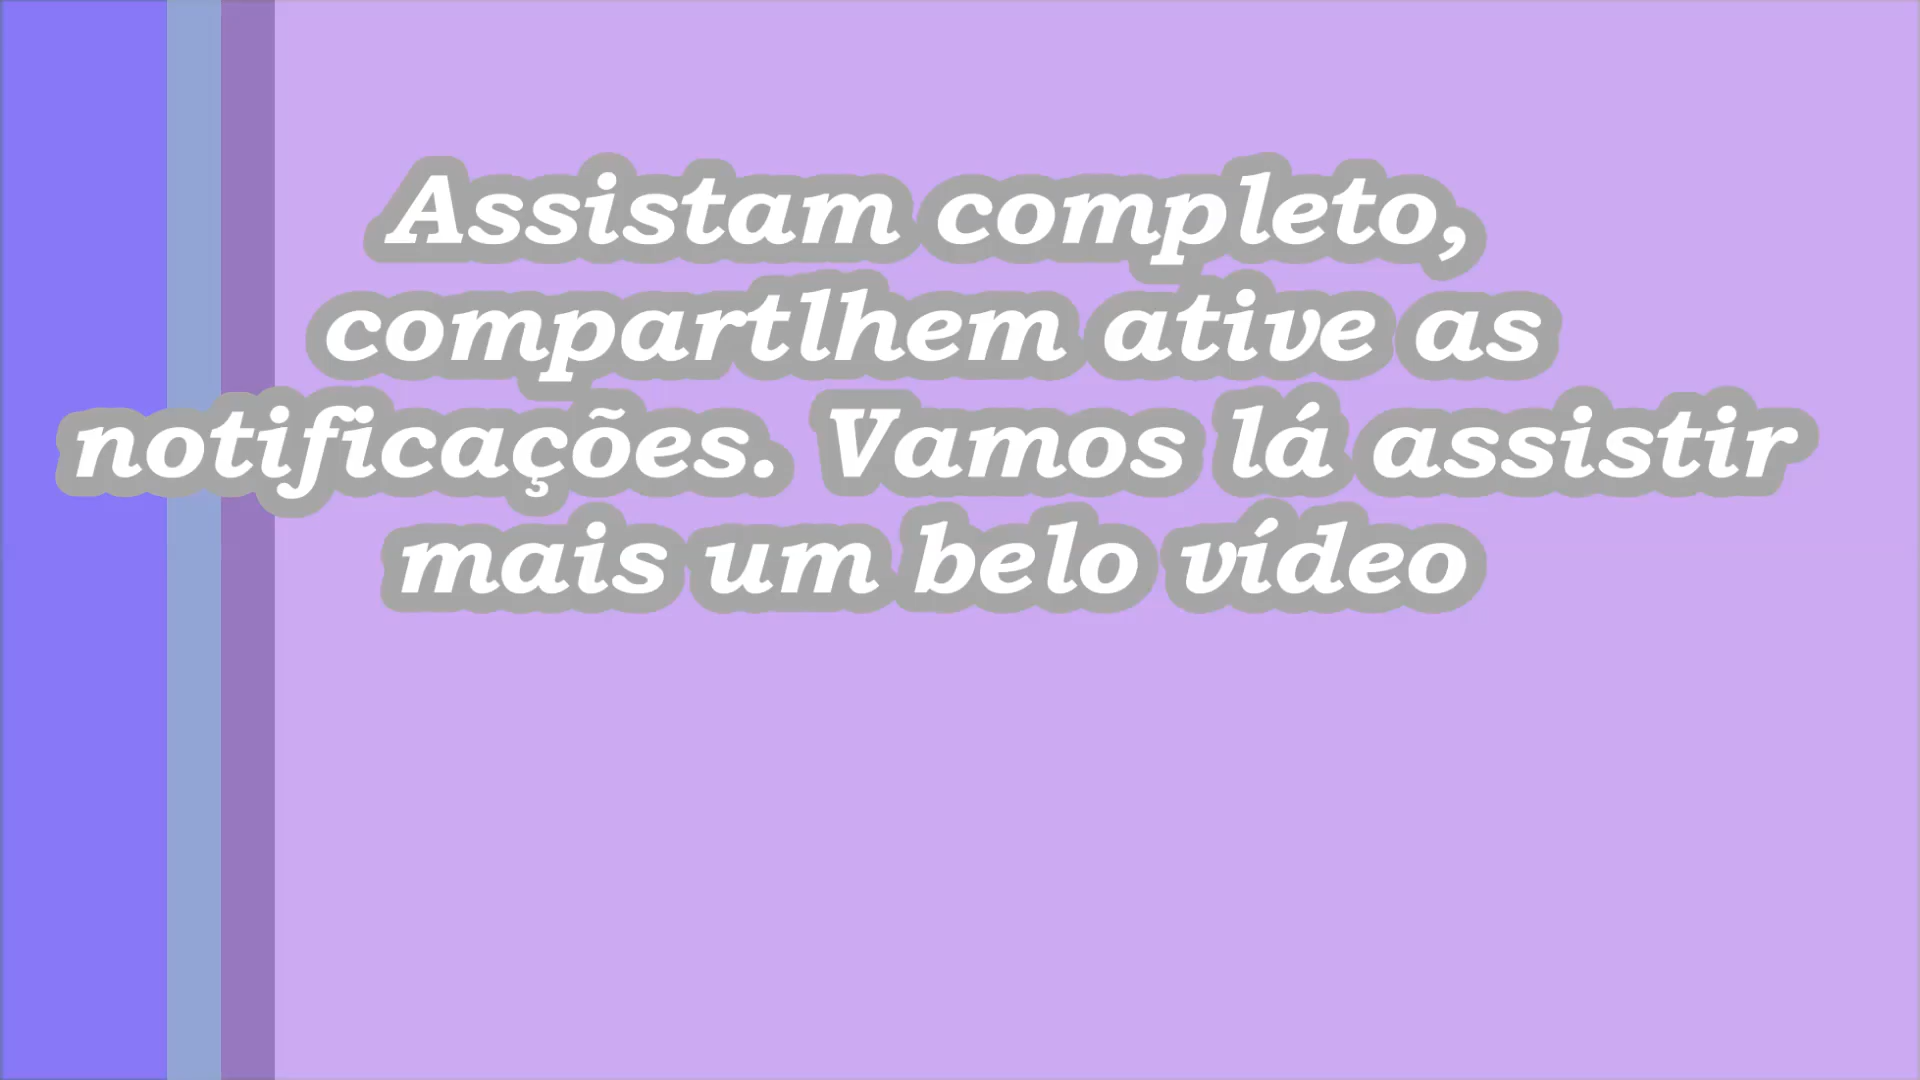 Assistam completo,
compartlhem ative as
notificações. Vamos lá assistir
mais um belo vídeo